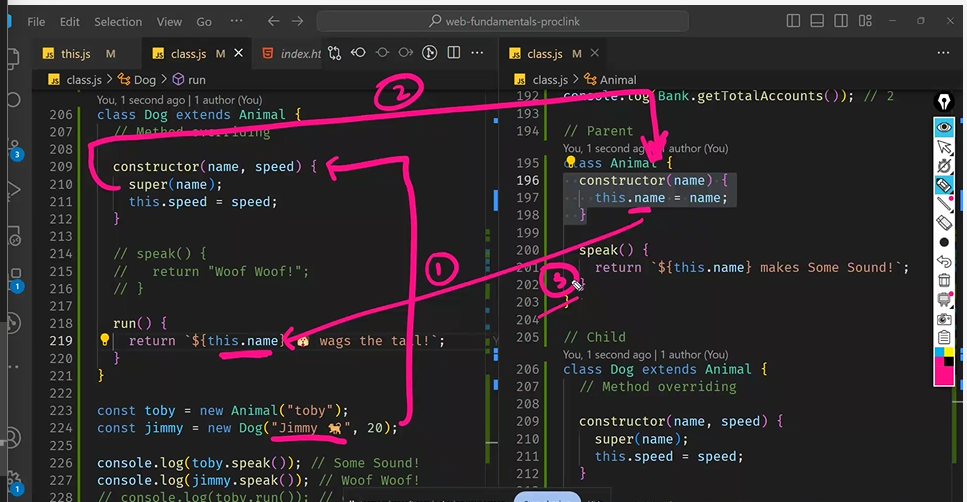 File Edit Selection View Go ··· web-fundamentals-proclink
this.js M class.js M index.ht
class.js > Dog > run
You, 1 second ago | 1 author (You)
206 class Dog extends Animal {
207 // Method overriding
208
209 constructor(name, speed) {
210 super(name);
211 this.speed = speed;
212 }
213
214 // speak() {
215 // return "Woof Woof!";
216 // }
217
218 run() {
219 return `${this.name} wags the tail!`;
220 }
221 }
222
223 const toby = new Animal("toby");
224 const jimmy = new Dog("Jimmy 🐕", 20);
225
226 console.log(toby.speak()); // Some Sound!
227 console.log(jimmy.speak()); // Woof Woof!
228 // console.log(toby.run()); //
class.js M
class.js > Animal
192 console.log(Bank.getTotalAccounts()); // 2
193
194 // Parent
You, 1 second ago | 1 author (You)
195 class Animal {
196 constructor(name) {
197 this.name = name;
198 }
199
200 speak() {
201 return `${this.name} makes Some Sound!`;
202 }
203 }
204
205 // Child
You, 1 second ago | 1 author (You)
206 class Dog extends Animal {
207 // Method overriding
208
209 constructor(name, speed) {
210 super(name);
211 this.speed = speed;
212 }
2
1
3
3
1
1